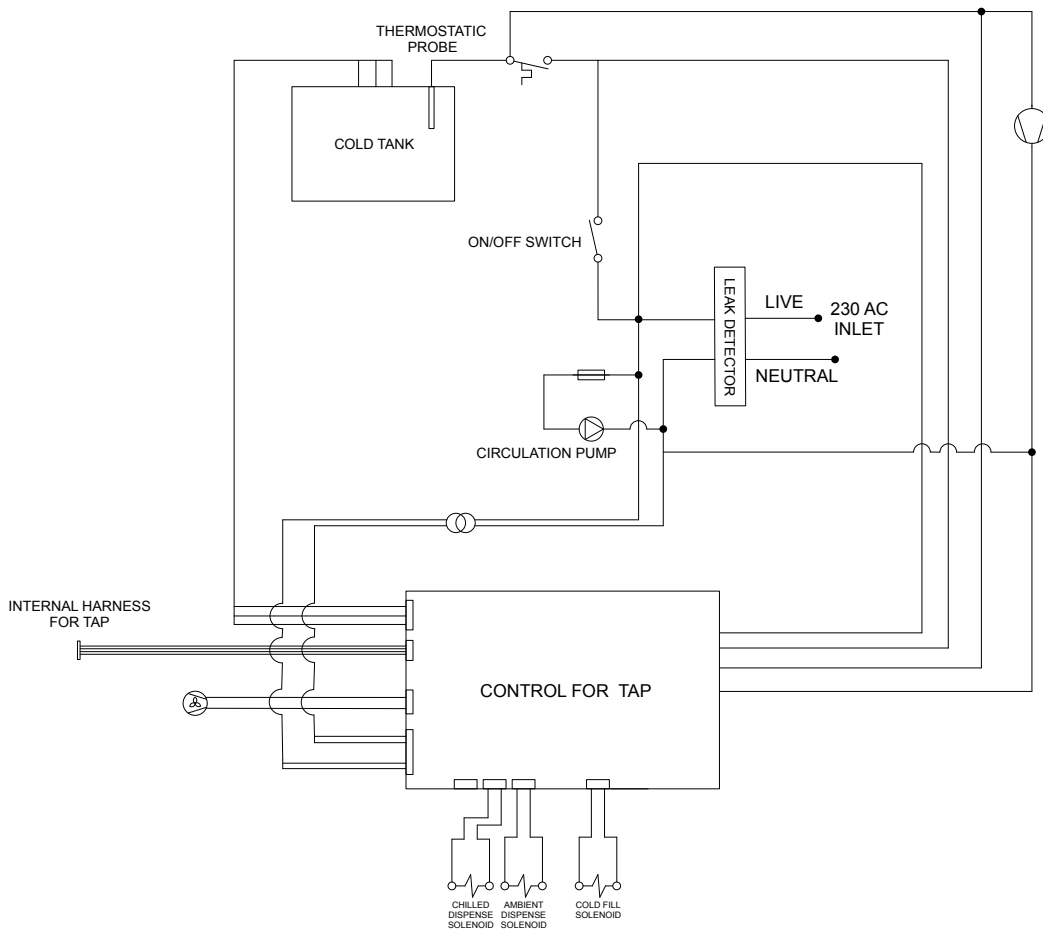 THERMOSTATIC
PROBE
COLD TANK
ON/OFF SWITCH
LEAK DETECTOR
LIVE
230 AC
INLET
NEUTRAL
CIRCULATION PUMP
INTERNAL HARNESS
FOR TAP
CONTROL FOR TAP
CHILLED
DISPENSE
SOLENOID
AMBIENT
DISPENSE
SOLENOID
COLD FILL
SOLENOID